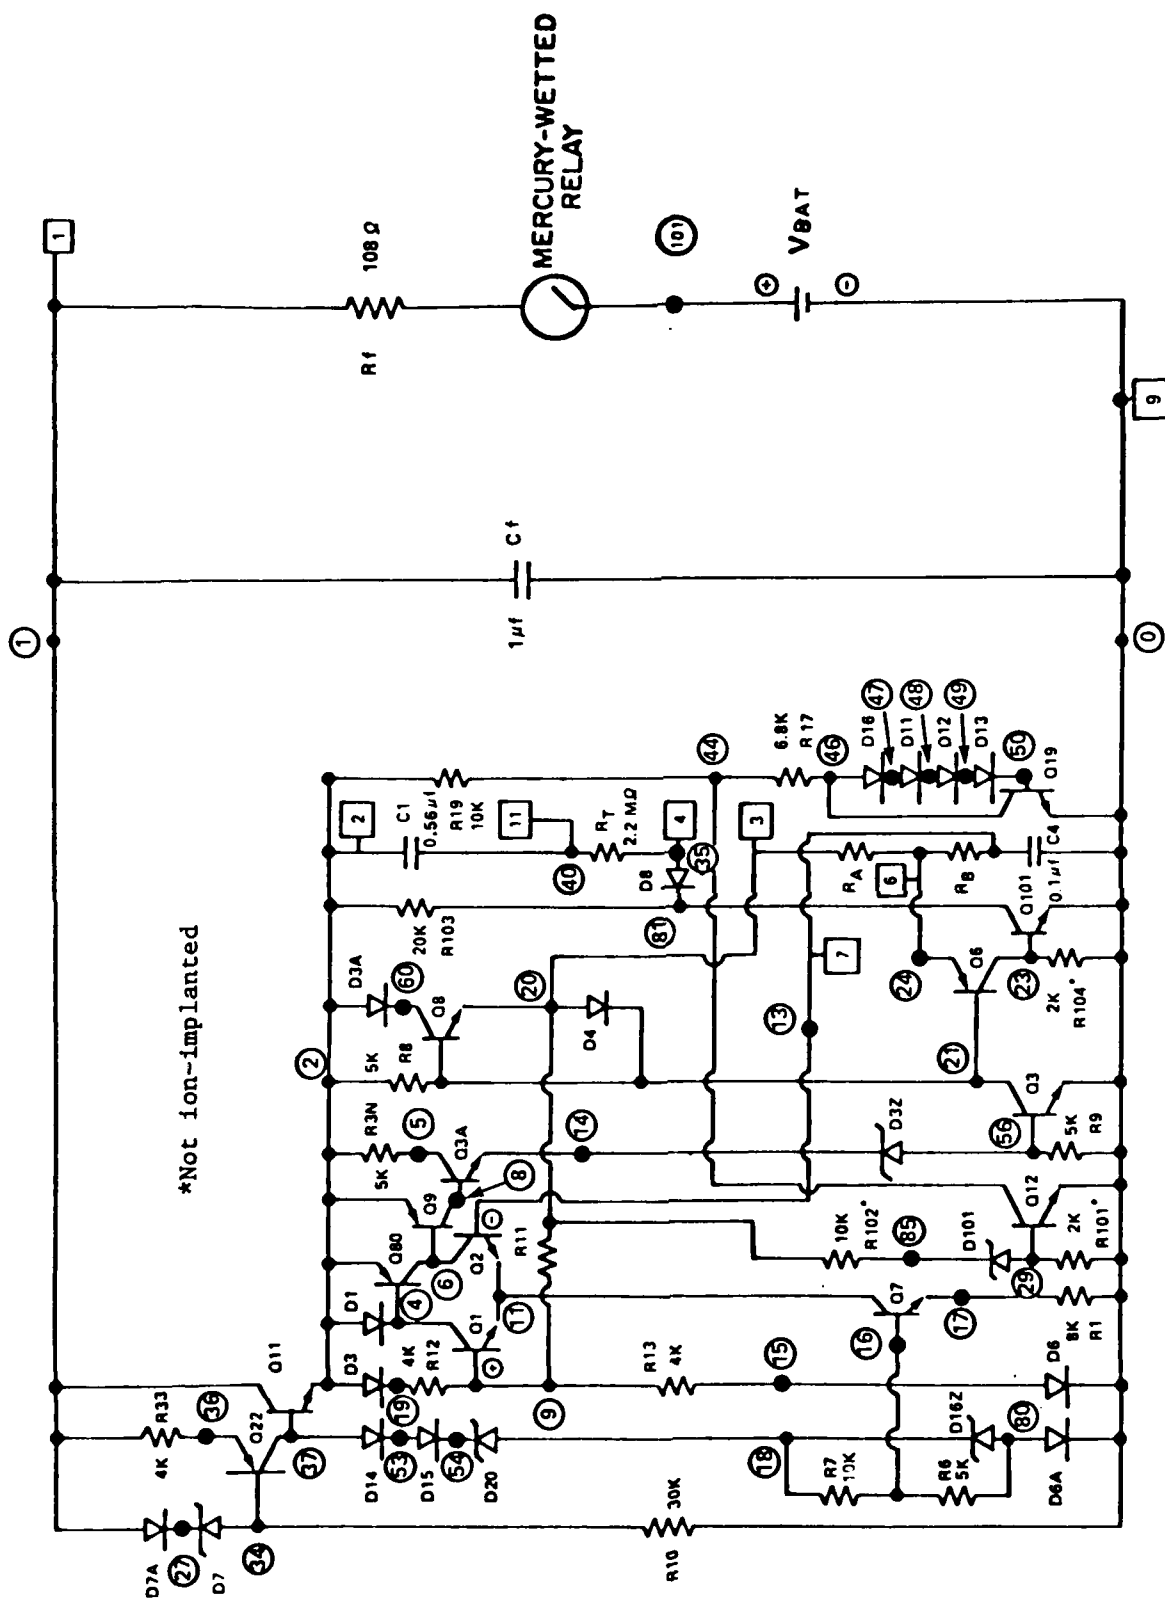 1
1
108 Ω
Rf
MERCURY-WETTED
RELAY
101
+
VBAT
-
9
Cf
1μf
0
*Not ion-implanted
D7A
27
D7
34
R33
4K
36
Q22
Q11
37
D14
53
D15
54
D20
R10
30K
2
D3
19
4K
R12
D1
4
Q80
6
Q9
8
R3N
5K
5
Q3A
14
5K
R8
D3A
60
Q8
20
20K
R103
2
C1
0.56μf
R19
10K
11
40
RT
2.2 MΩ
4
35
D8
81
44
Q1
+
Q2
-
11
R11
9
R13
4K
15
D4
13
7
3
6.8K
R17
46
47
D16
48
D11
49
D12
D13
50
Q19
RA
6
RB
C4
0.1μf
Q101
24
Q6
23
2K
R104*
21
Q3
D3Z
56
5K
R9
10K
R102*
85
D101
Q12
29
2K
R101*
Q7
16
17
8K
R1
18
R7
10K
D16Z
80
R6
5K
D6
D6A